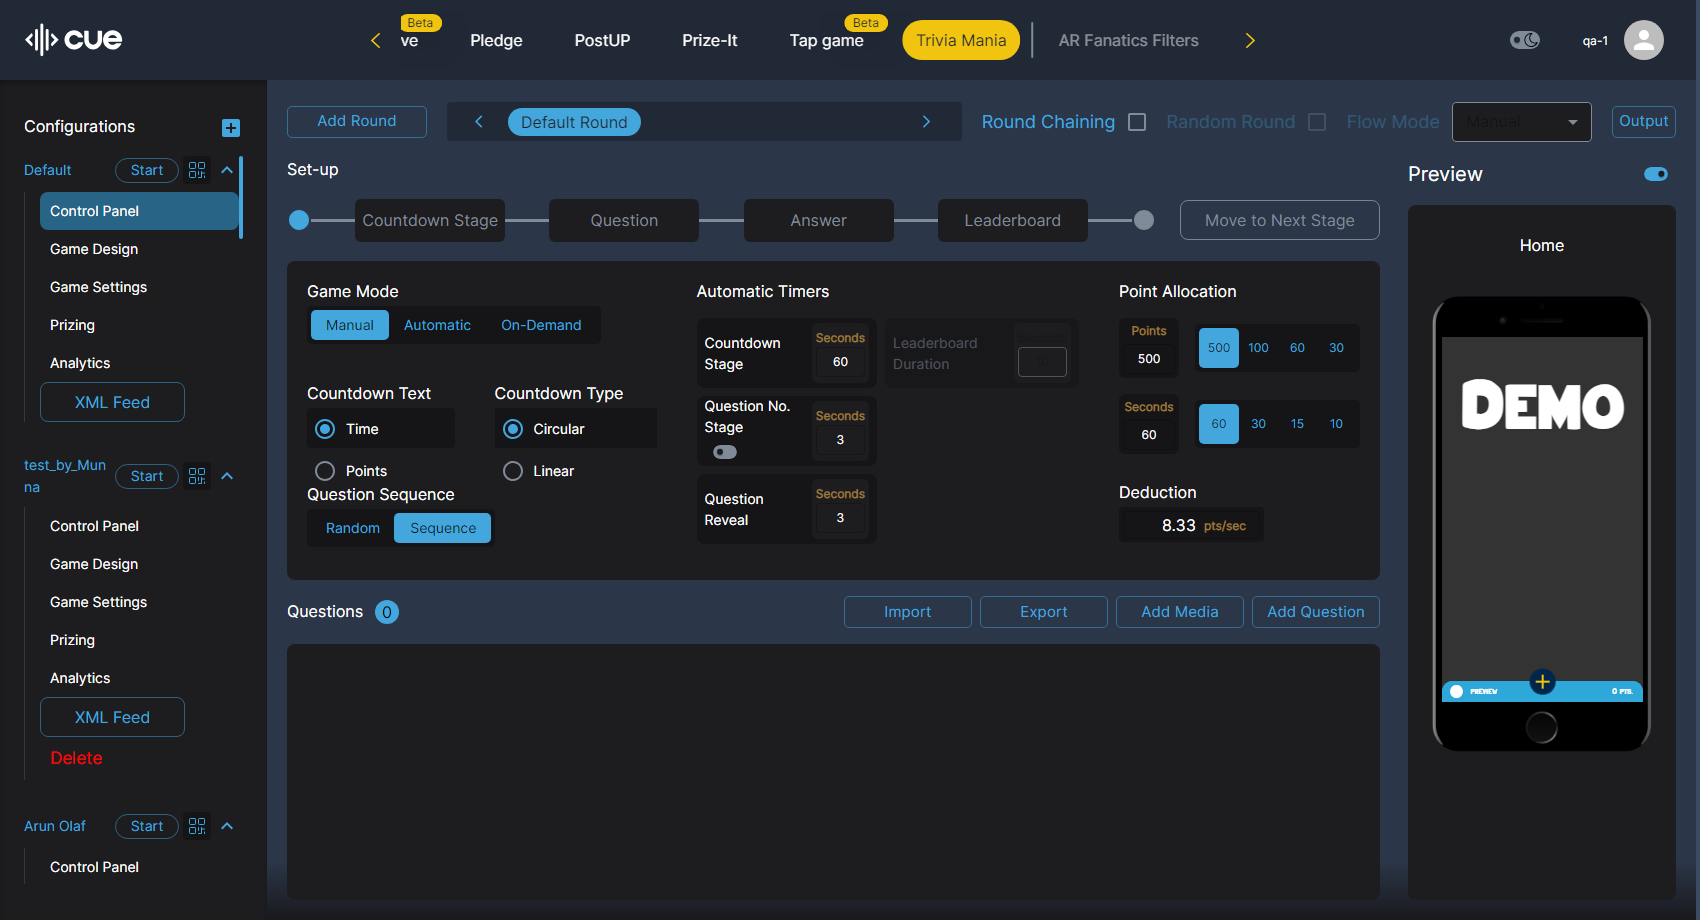 cue
Beta
ve
Pledge
PostUP
Prize-It
Tap game
Beta
Trivia Mania
AR Fanatics Filters
qa-1
Configurations
Default
Start
Control Panel
Game Design
Game Settings
Prizing
Analytics
XML Feed
test_by_Mun
na
Start
Control Panel
Game Design
Game Settings
Prizing
Analytics
XML Feed
Delete
Arun Olaf
Start
Control Panel
Add Round
Default Round
Round Chaining
Random Round
Flow Mode
Manual
Output
Set-up
Countdown Stage
Question
Answer
Leaderboard
Move to Next Stage
Game Mode
Manual
Automatic
On-Demand
Countdown Text
Time
Points
Countdown Type
Circular
Linear
Question Sequence
Random
Sequence
Automatic Timers
Countdown
Stage
Seconds
60
Leaderboard
Duration
Question No.
Stage
Seconds
3
Question
Reveal
Seconds
3
Point Allocation
Points
500
500
100
60
30
Seconds
60
60
30
15
10
Deduction
8.33 pts/sec
Questions 0
Import
Export
Add Media
Add Question
Preview
Home
DEMO
PREVIEW
0 PTS.